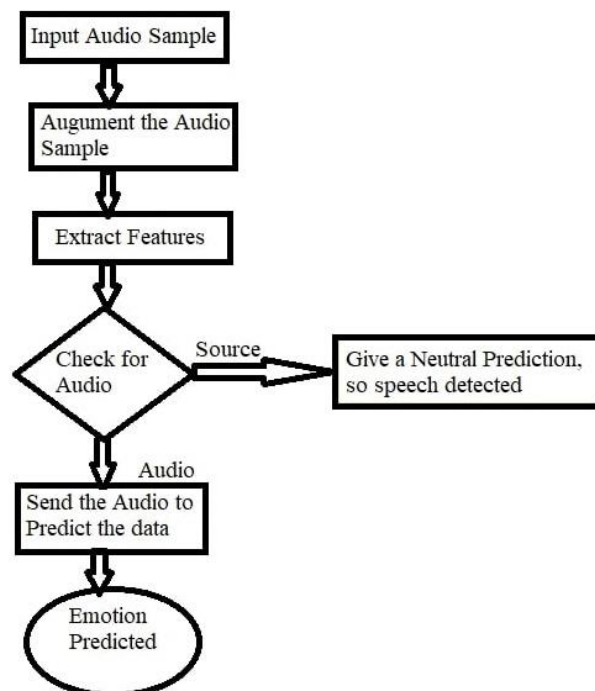 Input Audio Sample
Augument the Audio
Sample
Extract Features
Check for
Audio
Source
Give a Neutral Prediction,
so speech detected
Audio
Send the Audio to
Predict the data
Emotion
Predicted